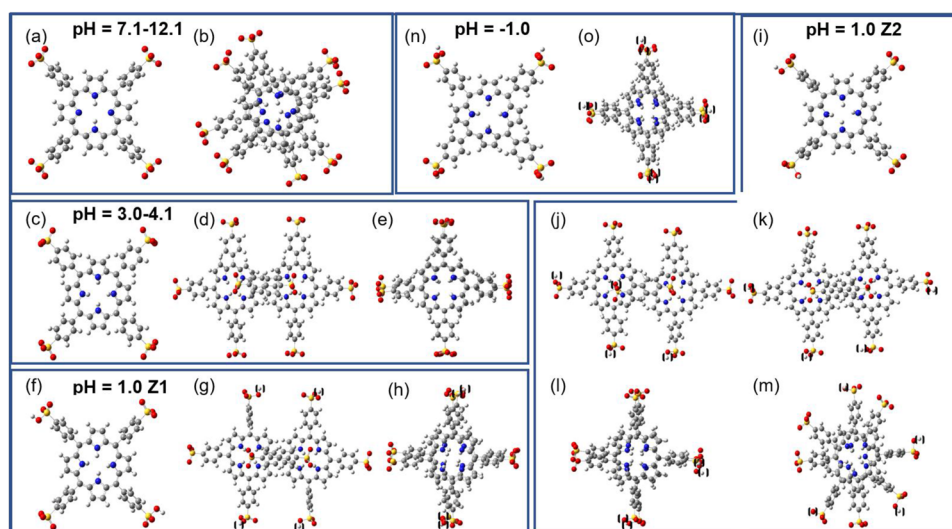 (a) pH = 7.1-12.1 (b)
(n) pH = -1.0 (o)
(i) pH = 1.0 Z2
(c) pH = 3.0-4.1 (d) (e)
(j) (k)
(f) pH = 1.0 Z1 (g) (h)
(l) (m)